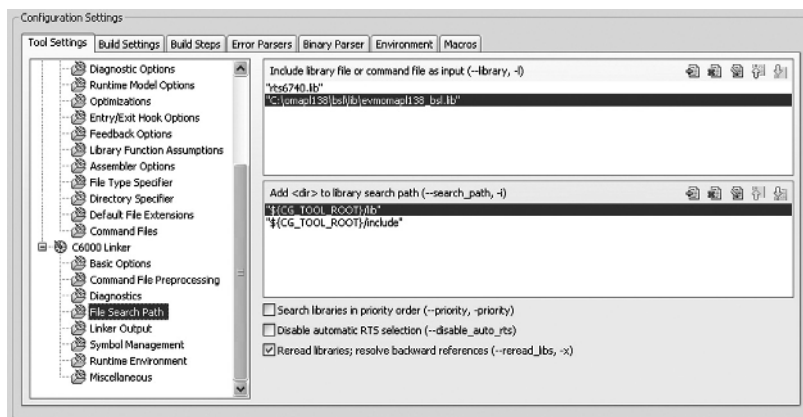 Configuration Settings
Tool Settings Build Settings Build Steps Error Parsers Binary Parser Environment Macros
Diagnostic Options
Runtime Model Options
Optimizations
Entry/Exit Hook Options
Feedback Options
Library Function Assumptions
Assembler Options
File Type Specifier
Directory Specifier
Default File Extensions
Command Files
C6000 Linker
Basic Options
Command File Preprocessing
Diagnostics
File Search Path
Linker Output
Symbol Management
Runtime Environment
Miscellaneous
Include library file or command file as input (--library, -l)
"rts6740.lib"
"C:\omapl138\bsl\lib\evmomapl138_bsl.lib"
Add <dir> to library search path (--search_path, -i)
"${CG_TOOL_ROOT}/lib"
"${CG_TOOL_ROOT}/include"
Search libraries in priority order (--priority, -priority)
Disable automatic RTS selection (--disable_auto_rts)
Reread libraries; resolve backward references (--reread_libs, -x)